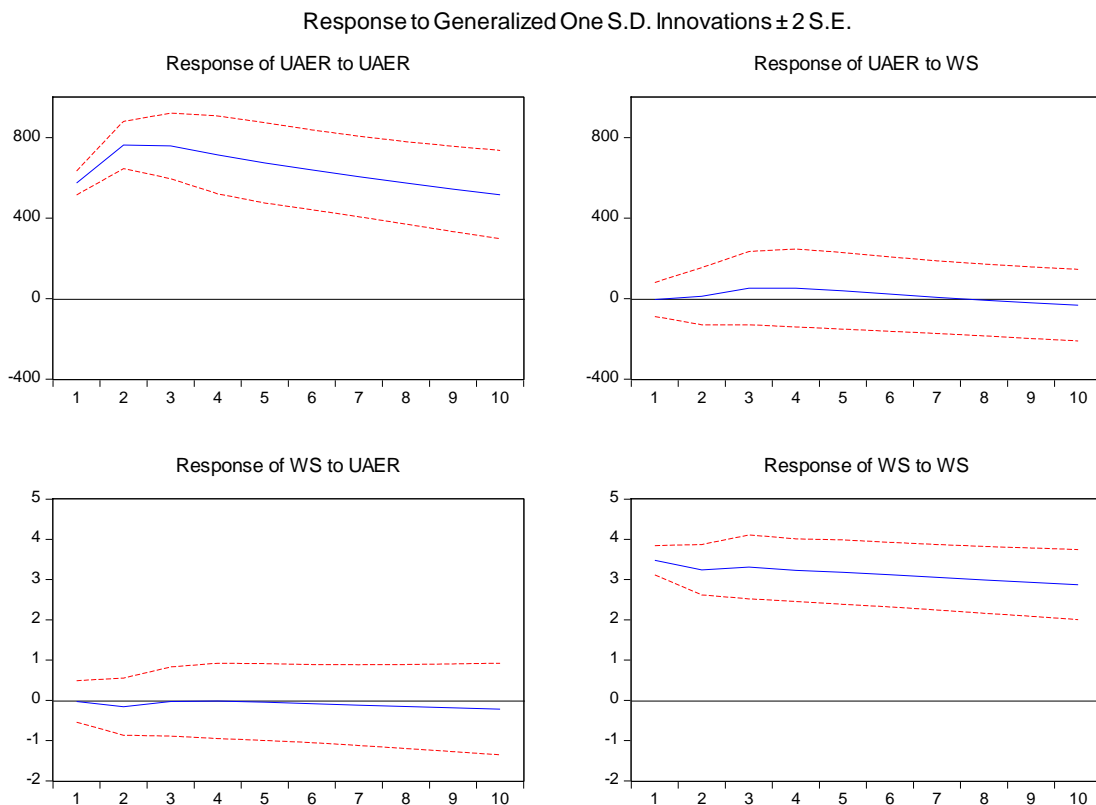 Response to Generalized One S.D. Innovations ± 2 S.E.
Response of UAER to UAER
800
400
0
-400
1 2 3 4 5 6 7 8 9 10
Response of UAER to WS
800
400
0
-400
1 2 3 4 5 6 7 8 9 10
Response of WS to UAER
5
4
3
2
1
0
-1
-2
1 2 3 4 5 6 7 8 9 10
Response of WS to WS
5
4
3
2
1
0
-1
-2
1 2 3 4 5 6 7 8 9 10